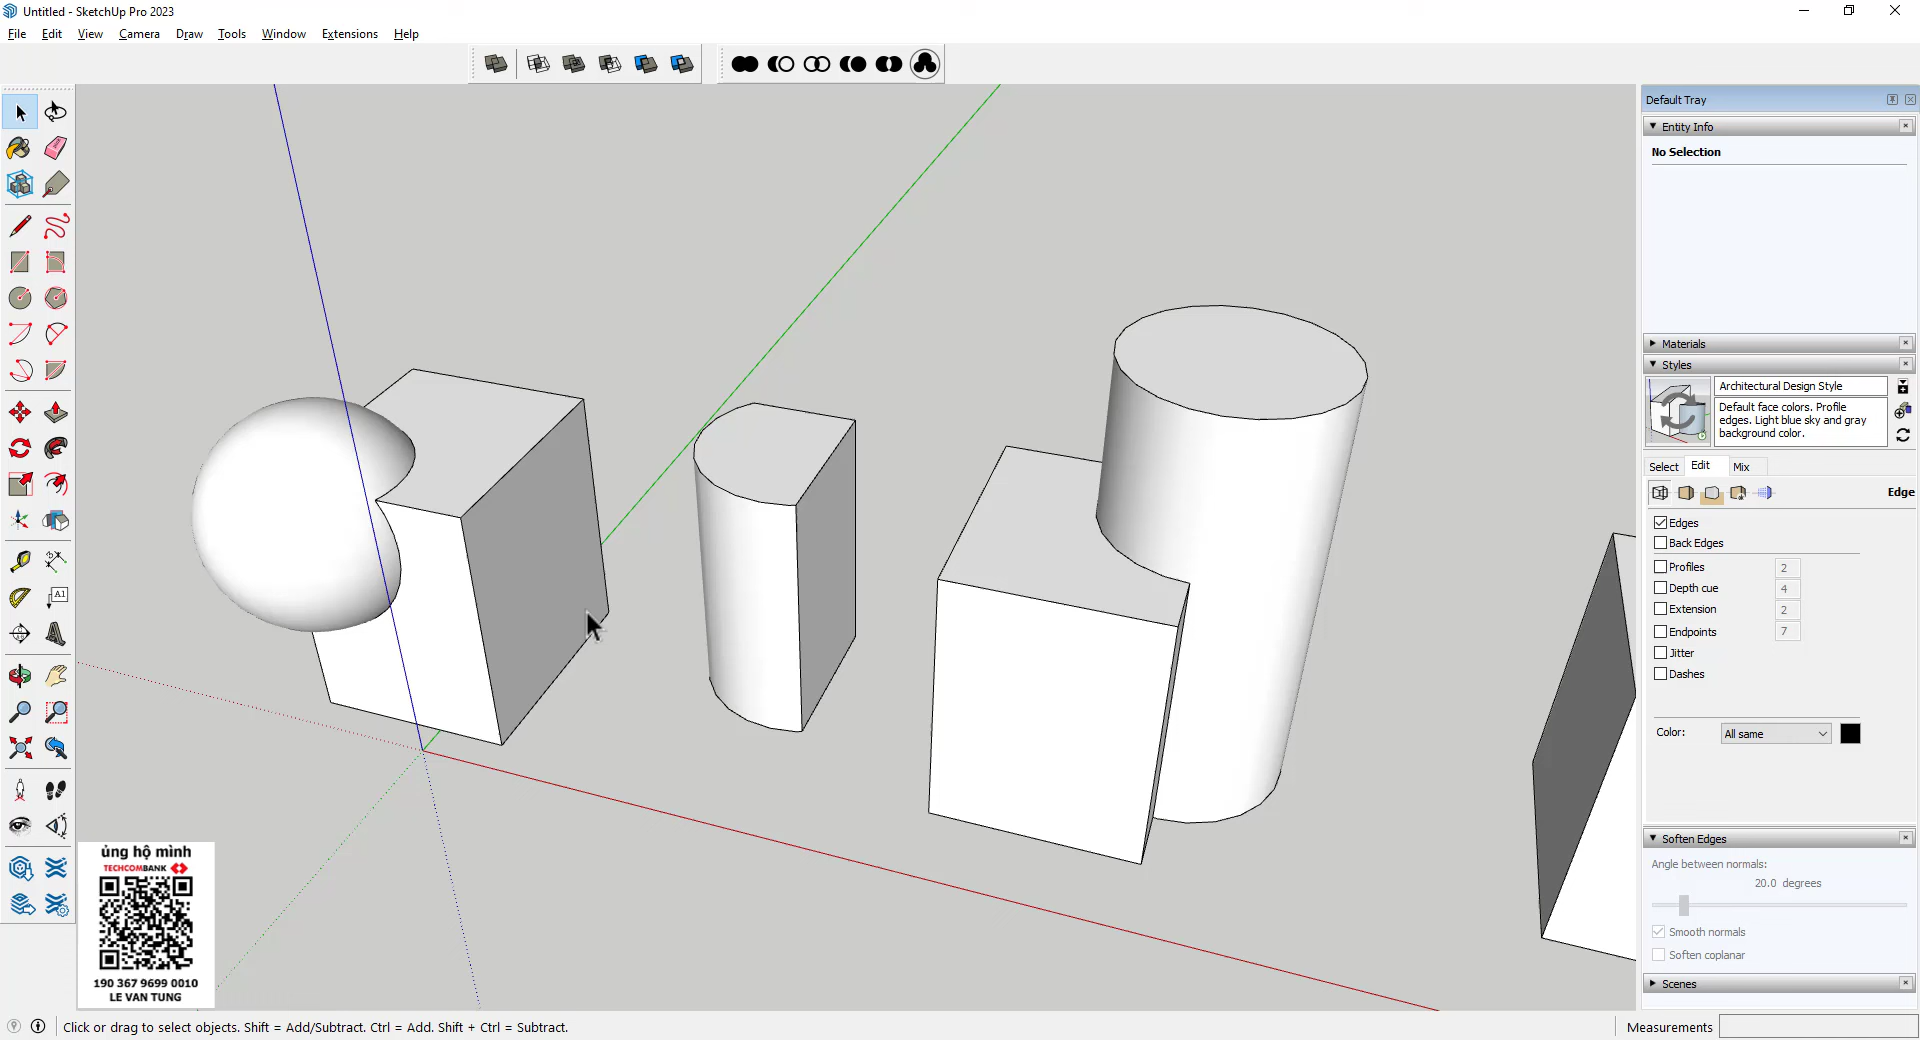 Untitled - SketchUp Pro 2023
File Edit View Camera Draw Tools Window Extensions Help
Default Tray
Entity Info
No Selection
Materials
Styles
Architectural Design Style
Default face colors. Profile
edges. Light blue sky and gray
background color.
Select Edit Mix
Edge
Edges
Back Edges
Profiles 2
Depth cue 4
Extension 2
Endpoints 7
Jitter
Dashes
Color: All same
Soften Edges
Angle between normals:
20.0 degrees
Smooth normals
Soften coplanar
Scenes
A1
ủng hộ mình
TECHCOMBANK
190 367 9699 0010
LE VAN TUNG
Click or drag to select objects. Shift = Add/Subtract. Ctrl = Add. Shift + Ctrl = Subtract.
Measurements